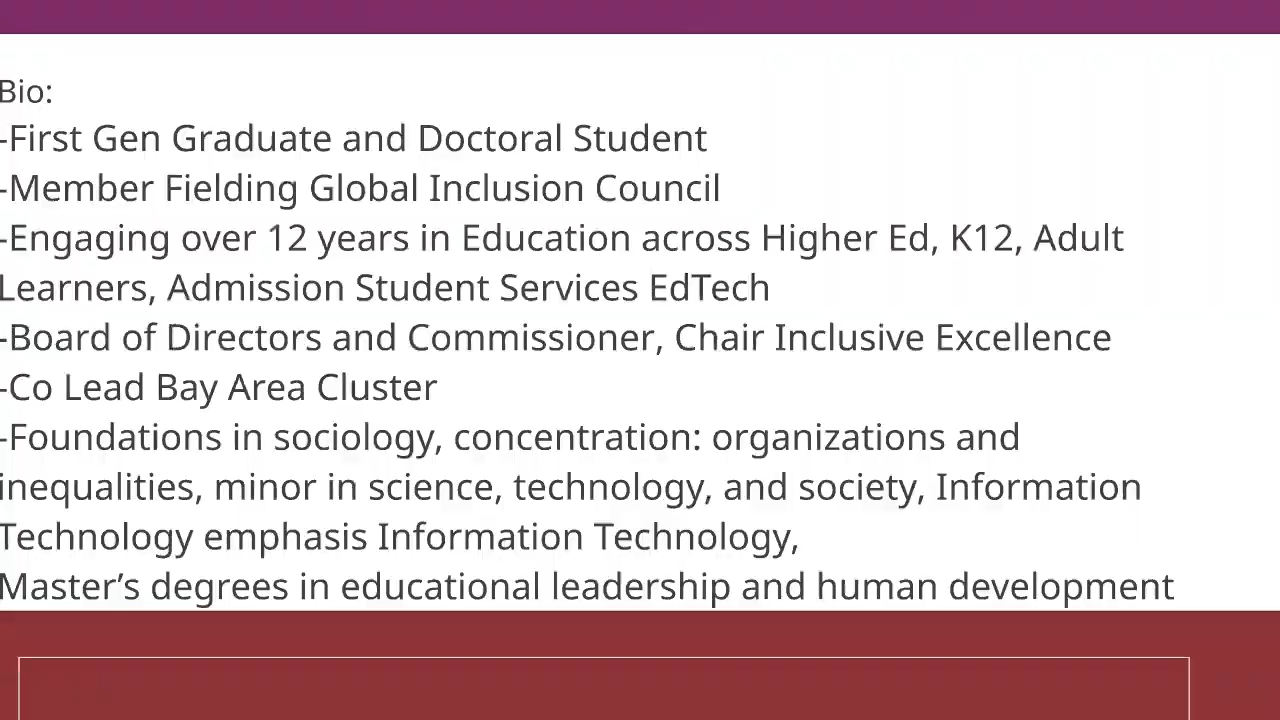 Bio:
-First Gen Graduate and Doctoral Student
-Member Fielding Global Inclusion Council
-Engaging over 12 years in Education across Higher Ed, K12, Adult
Learners, Admission Student Services EdTech
-Board of Directors and Commissioner, Chair Inclusive Excellence
-Co Lead Bay Area Cluster
-Foundations in sociology, concentration: organizations and
inequalities, minor in science, technology, and society, Information
Technology emphasis Information Technology,
Master’s degrees in educational leadership and human development